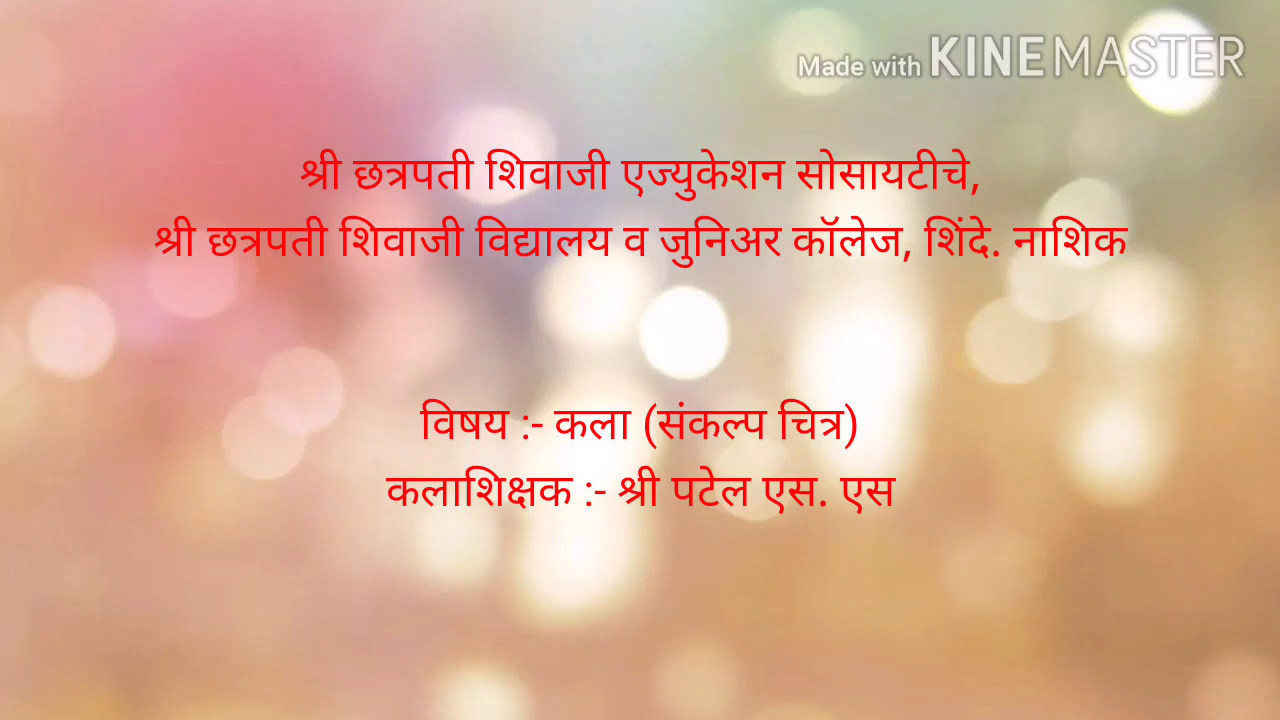 Made with KINEMASTER
श्री छत्रपती शिवाजी एज्युकेशन सोसायटीचे,
श्री छत्रपती शिवाजी विद्यालय व जुनिअर कॉलेज, शिंदे. नाशिक
विषय :- कला (संकल्प चित्र)
कलाशिक्षक :- श्री पटेल एस. एस